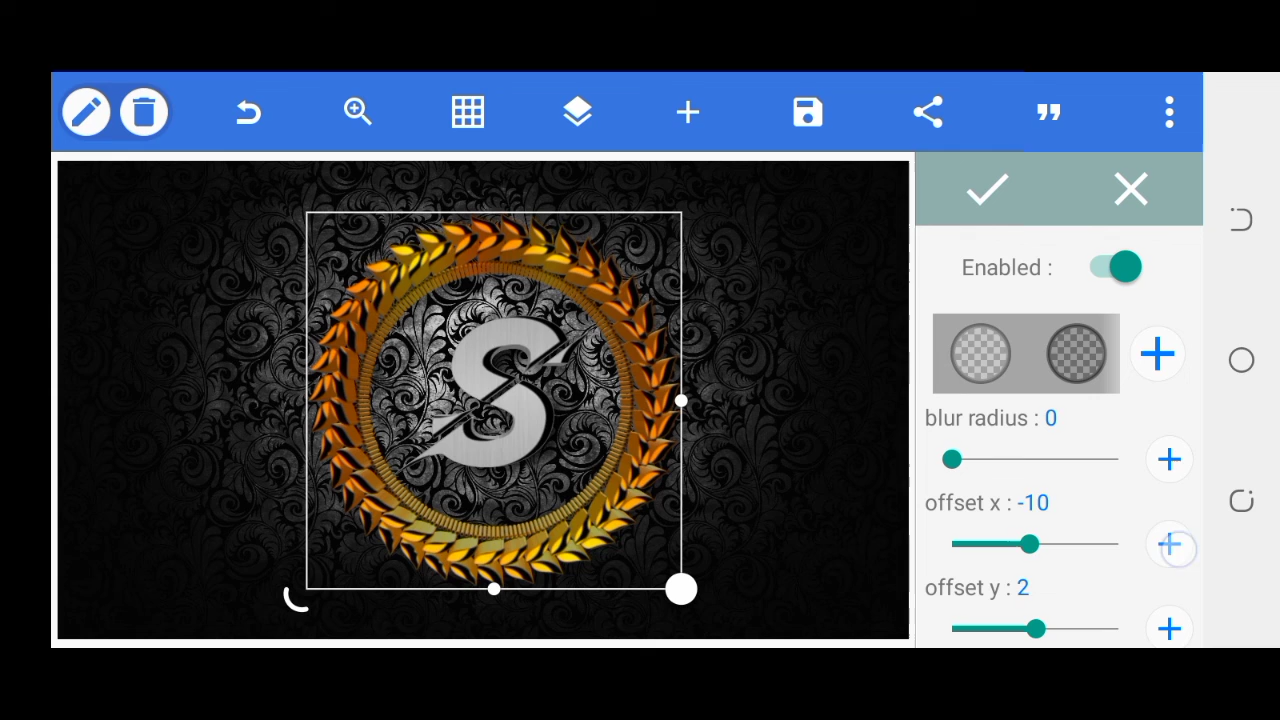 Enabled :
S
blur radius : 0
offset x : -10
offset y : 2